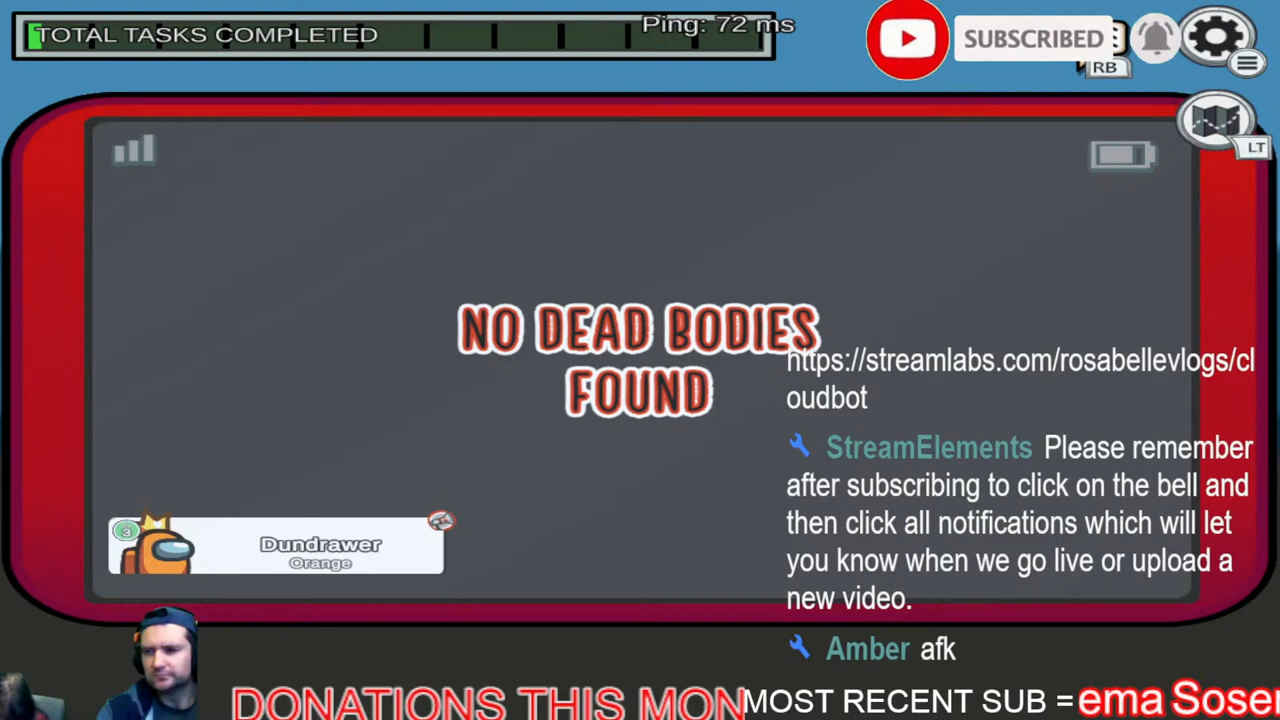 TOTAL TASKS COMPLETED
Ping: 72 ms
SUBSCRIBED
RB
LT
NO DEAD BODIES
FOUND
https://streamlabs.com/rosabellevlogs/cl
oudbot
StreamElements Please remember
after subscribing to click on the bell and
then click all notifications which will let
you know when we go live or upload a
new video.
Amber afk
3
Dundrawer
Orange
DONATIONS THIS MON
MOST RECENT SUB = ema Soser